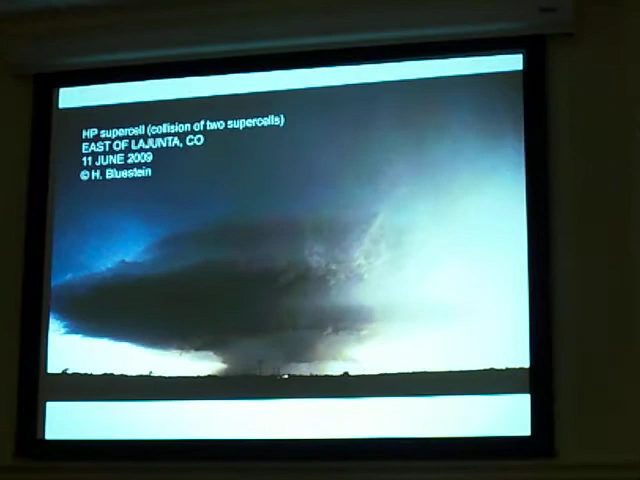 HP supercell (collision of two supercells)
EAST OF LAJUNTA, CO
11 JUNE 2009
© H. Bluestein